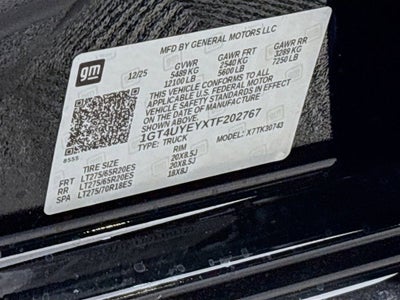 gm
MFD BY GENERAL MOTORS LLC
12/25 GVWR GAWR FRT GAWR RR
5489 KG 2540 KG 3289 KG
12100 LB 5600 LB 7250 LB
THIS VEHICLE CONFORMS TO ALL
APPLICABLE U.S. FEDERAL MOTOR
VEHICLE SAFETY STANDARDS IN EFFECT
ON THE DATE OF MANUFACTURE
SHOWN ABOVE.
1GT4UYEYXTF202767
TYPE: TRUCK MODEL: X7TK30743
8SSS
TIRE SIZE RIM
FRT LT275/65R20ES 20X8.5J
RR LT275/65R20ES 20X8.5J
SPA LT275/70R18ES 18X8J